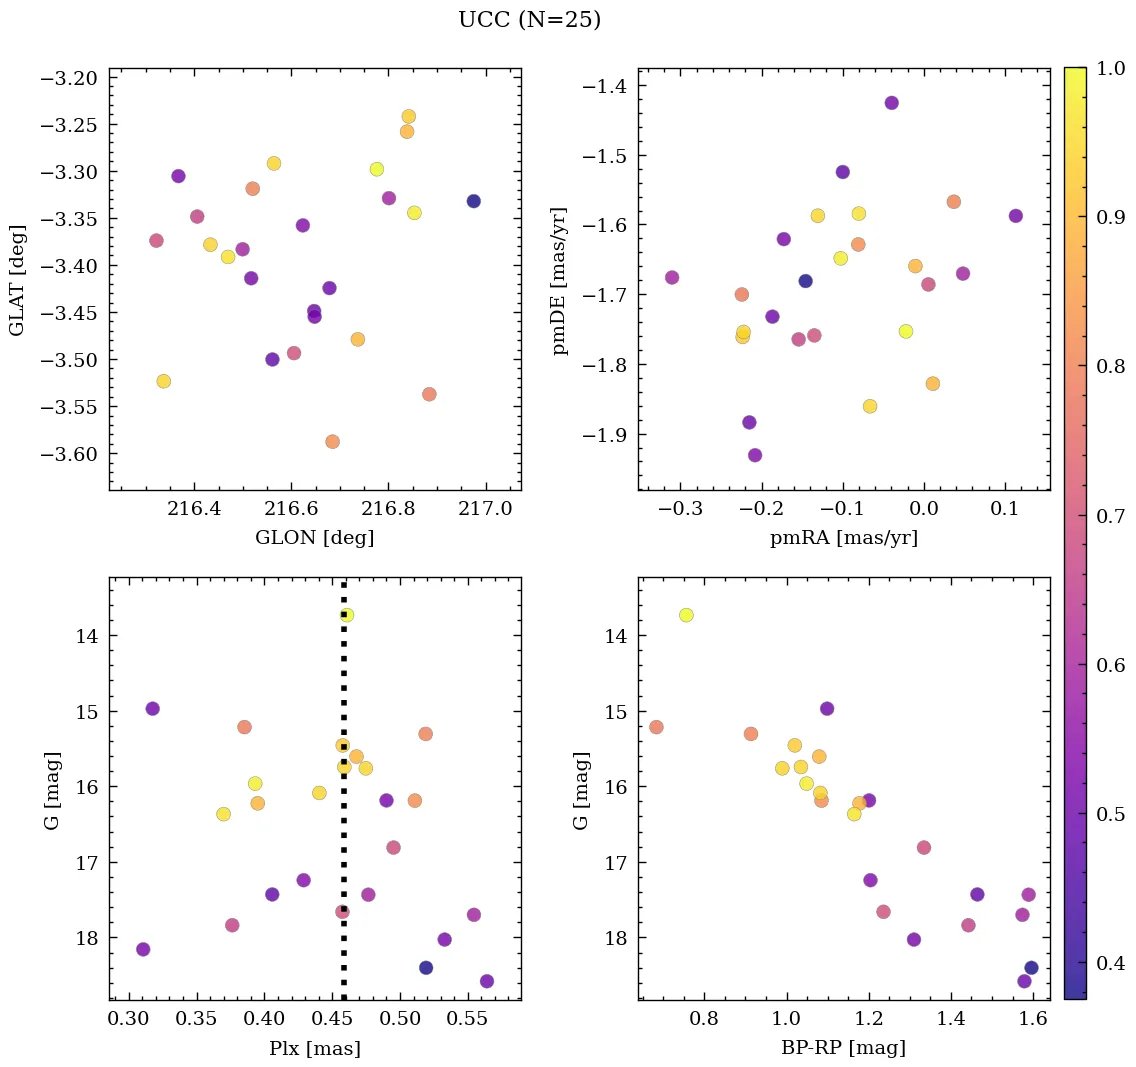 UCC (N=25)
−3.20
−3.25
−3.30
−3.35
−3.40
−3.45
−3.50
−3.55
−3.60
GLAT [deg]
216.4 216.6 216.8 217.0
GLON [deg]
−1.4
−1.5
−1.6
−1.7
−1.8
−1.9
pmDE [mas/yr]
−0.3 −0.2 −0.1 0.0 0.1
pmRA [mas/yr]
14
15
16
17
18
G [mag]
0.30 0.35 0.40 0.45 0.50 0.55
Plx [mas]
14
15
16
17
18
G [mag]
0.8 1.0 1.2 1.4 1.6
BP-RP [mag]
1.0
0.9
0.8
0.7
0.6
0.5
0.4